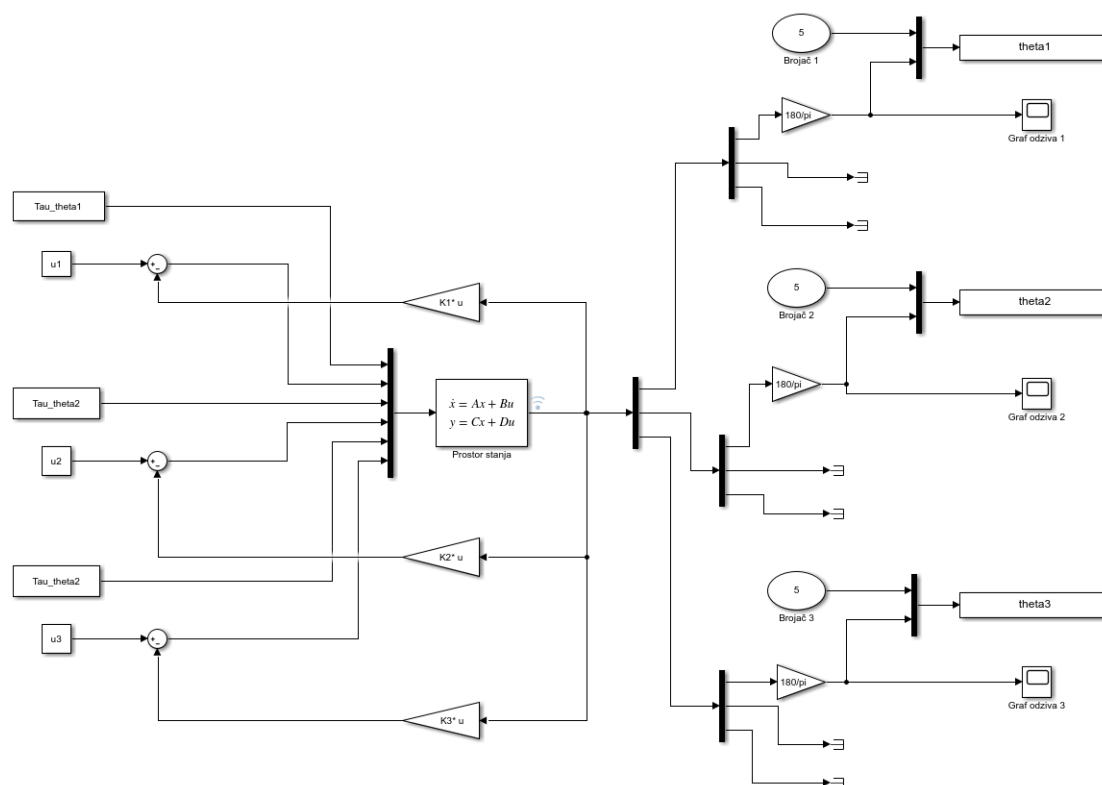 5
Brojač 1
theta1
180/pi
Graf odziva 1
Tau_theta1
u1
+
-
K1* u
5
Brojač 2
theta2
180/pi
Graf odziva 2
Tau_theta2
ẋ = Ax + Bu
y = Cx + Du
Prostor stanja
u2
+
-
K2* u
Tau_theta2
5
Brojač 3
theta3
u3
+
-
180/pi
Graf odziva 3
K3* u